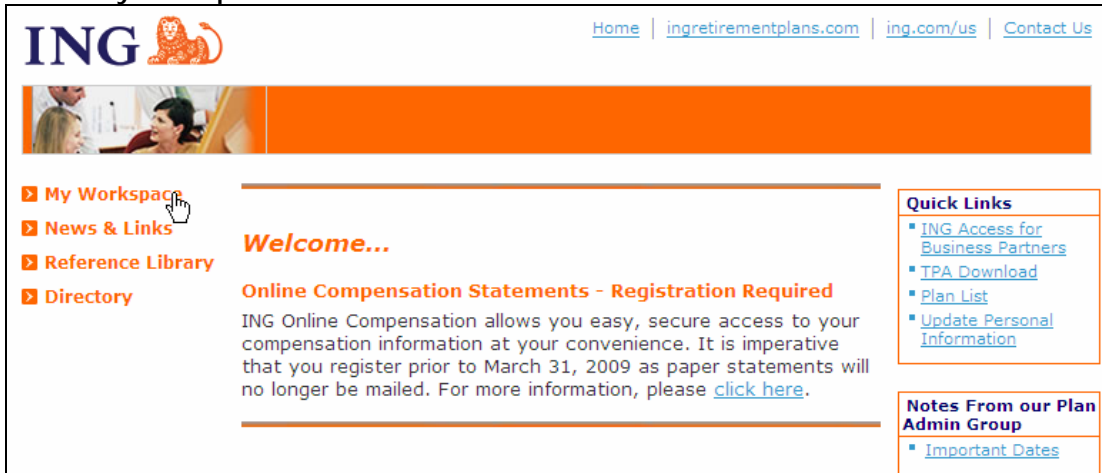 ING
Home | ingretirementplans.com | ing.com/us | Contact Us
My Workspace
News & Links
Reference Library
Directory
Welcome...
Online Compensation Statements - Registration Required
ING Online Compensation allows you easy, secure access to your
compensation information at your convenience. It is imperative
that you register prior to March 31, 2009 as paper statements will
no longer be mailed. For more information, please click here.
Quick Links
ING Access for
Business Partners
TPA Download
Plan List
Update Personal
Information
Notes From our Plan
Admin Group
Important Dates